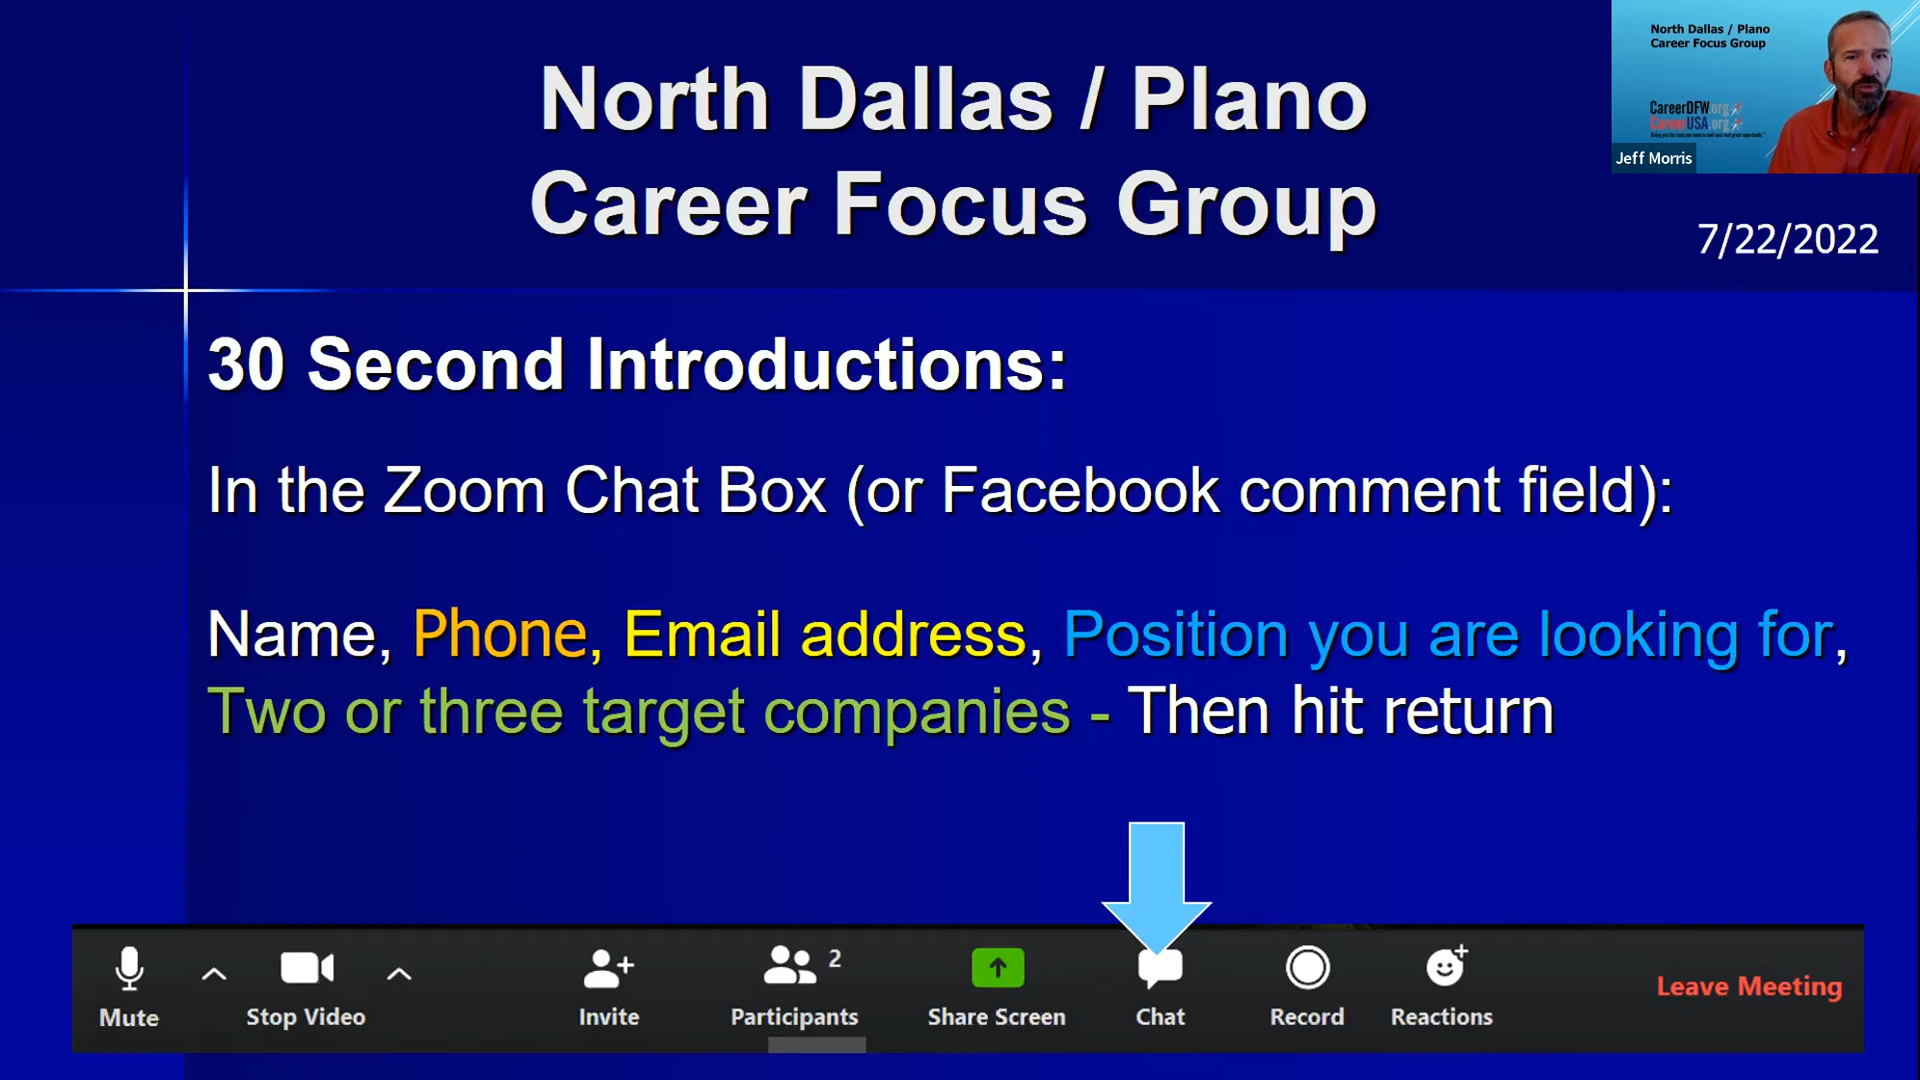 North Dallas / Plano
Career Focus Group
North Dallas / Plano
Career Focus Group
CareerDFW.org
CareerUSA.org
Jeff Morris
7/22/2022
30 Second Introductions:
In the Zoom Chat Box (or Facebook comment field):
Name, Phone, Email address, Position you are looking for,
Two or three target companies - Then hit return
2
Mute
Stop Video
Invite
Participants
Share Screen
Chat
Record
Reactions
Leave Meeting